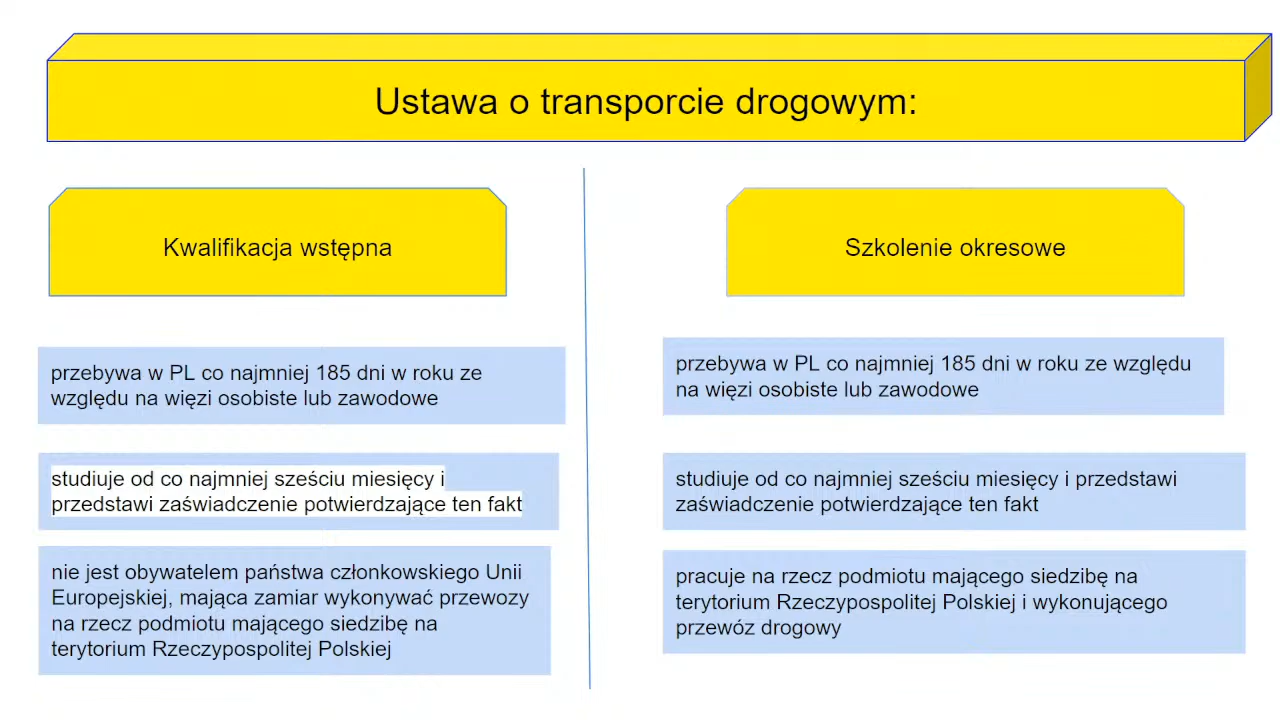 Ustawa o transporcie drogowym:
Kwalifikacja wstępna
przebywa w PL co najmniej 185 dni w roku ze
względu na więzi osobiste lub zawodowe
studiuje od co najmniej sześciu miesięcy i
przedstawi zaświadczenie potwierdzające ten fakt
nie jest obywatelem państwa członkowskiego Unii
Europejskiej, mająca zamiar wykonywać przewozy
na rzecz podmiotu mającego siedzibę na
terytorium Rzeczypospolitej Polskiej
Szkolenie okresowe
przebywa w PL co najmniej 185 dni w roku ze względu
na więzi osobiste lub zawodowe
studiuje od co najmniej sześciu miesięcy i przedstawi
zaświadczenie potwierdzające ten fakt
pracuje na rzecz podmiotu mającego siedzibę na
terytorium Rzeczypospolitej Polskiej i wykonującego
przewóz drogowy